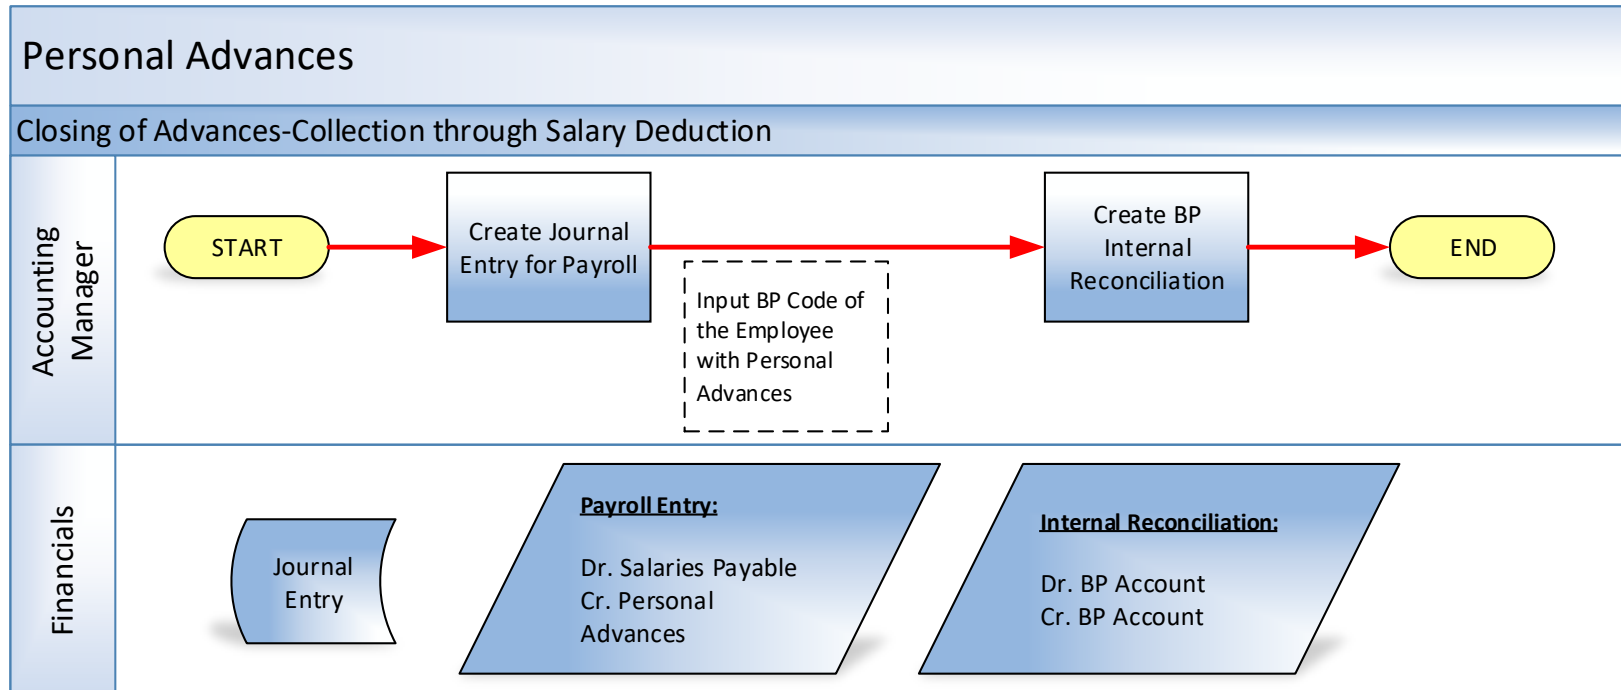 Personal Advances
Closing of Advances-Collection through Salary Deduction
Accounting
Manager
START
Create Journal
Entry for Payroll
Input BP Code of
the Employee
with Personal
Advances
Create BP
Internal
Reconciliation
END
Financials
Journal
Entry
Payroll Entry:
Dr. Salaries Payable
Cr. Personal
Advances
Internal Reconciliation:
Dr. BP Account
Cr. BP Account